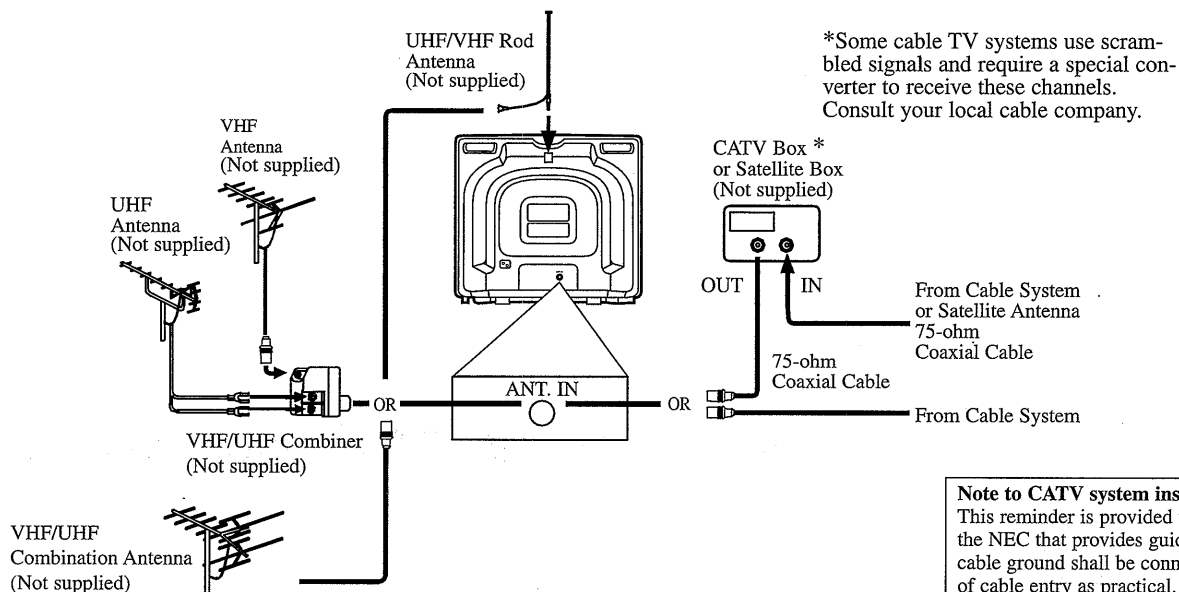 UHF/VHF Rod
Antenna
(Not supplied)
*Some cable TV systems use scram-
bled signals and require a special con-
verter to receive these channels.
Consult your local cable company.
VHF
Antenna
(Not supplied)
CATV Box *
or Satellite Box
(Not supplied)
UHF
Antenna
(Not supplied)
OUT
IN
From Cable System
or Satellite Antenna
75-ohm
Coaxial Cable
75-ohm
Coaxial Cable
ANT. IN
OR
OR
From Cable System
VHF/UHF Combiner
(Not supplied)
VHF/UHF
Combination Antenna
(Not supplied)
Note to CATV system ins
This reminder is provided
the NEC that provides guid
cable ground shall be conn
of cable entry as practical.